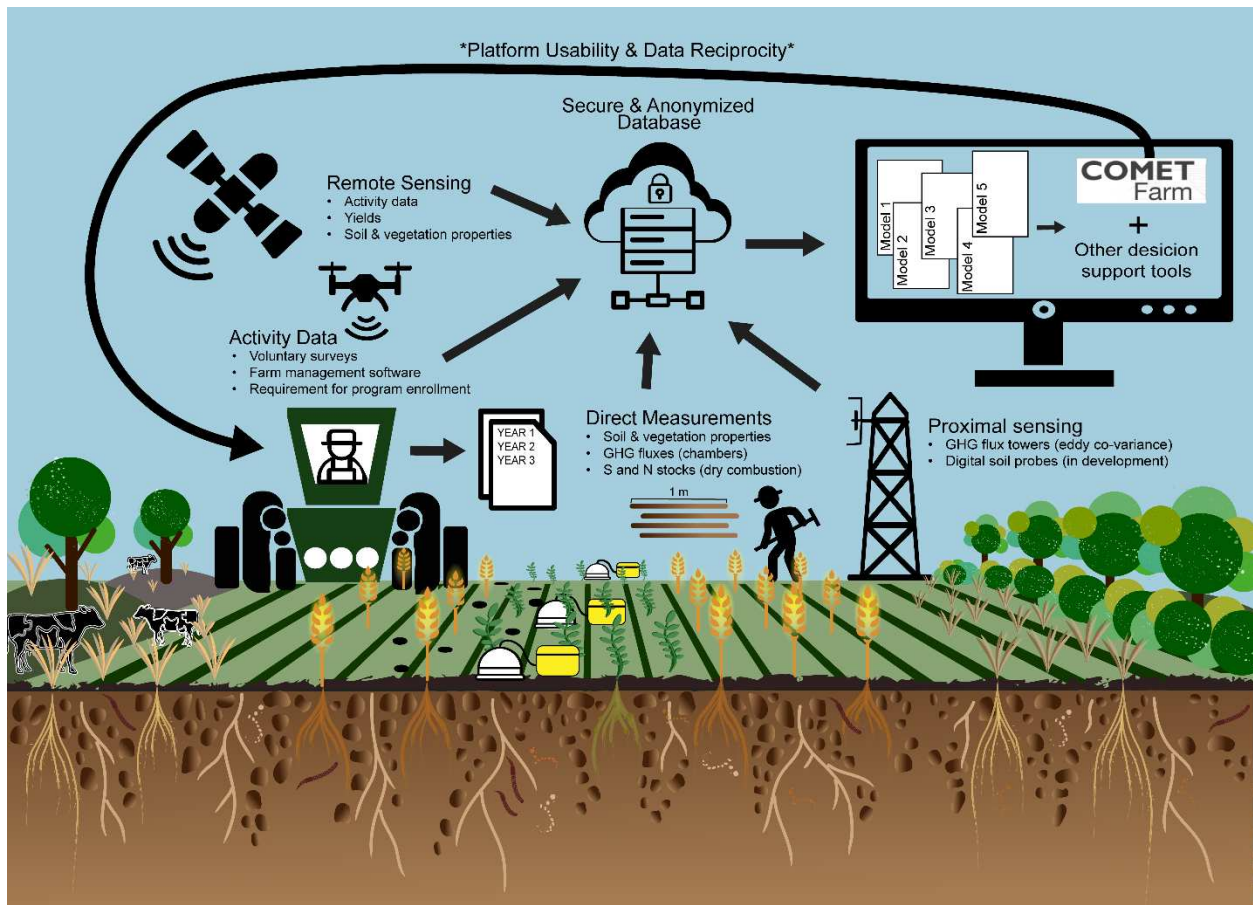 *Platform Usability & Data Reciprocity*
Secure & Anonymized
Database
Remote Sensing
• Activity data
• Yields
• Soil & vegetation properties
Model 1
Model 2
Model 3
Model 4
Model 5
COMET
Farm
+
Other desicion
support tools
Activity Data
• Voluntary surveys
• Farm management software
• Requirement for program enrollment
YEAR 1
YEAR 2
YEAR 3
Direct Measurements
• Soil & vegetation properties
• GHG fluxes (chambers)
• S and N stocks (dry combustion)
1 m
Proximal sensing
• GHG flux towers (eddy co-variance)
• Digital soil probes (in development)